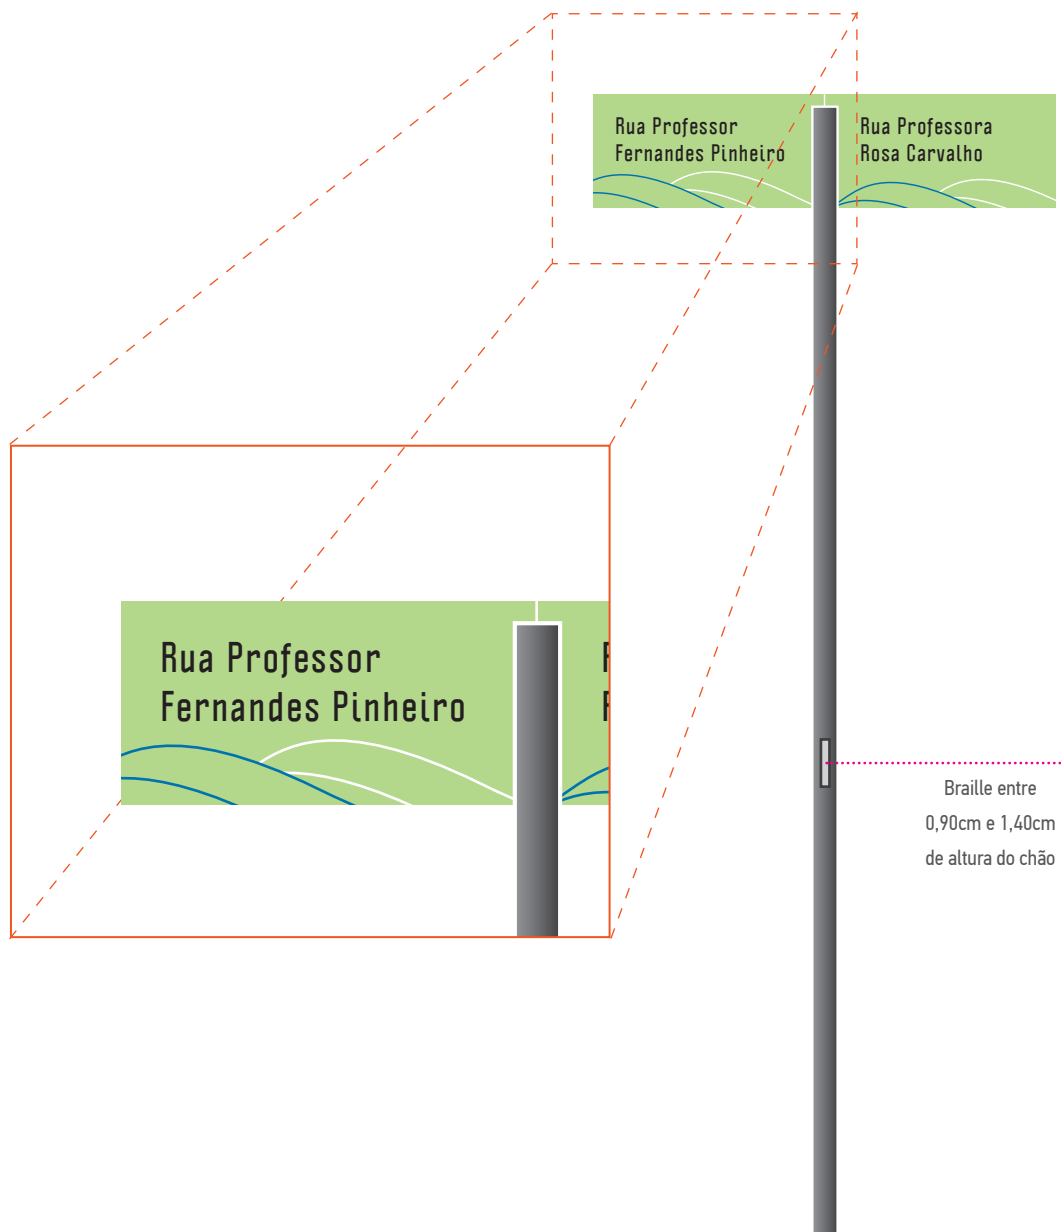 Rua Professor
Fernandes Pinheiro
Rua Professora
Rosa Carvalho
Rua Professor
Fernandes Pinheiro
Braille entre
0,90cm e 1,40cm
de altura do chão